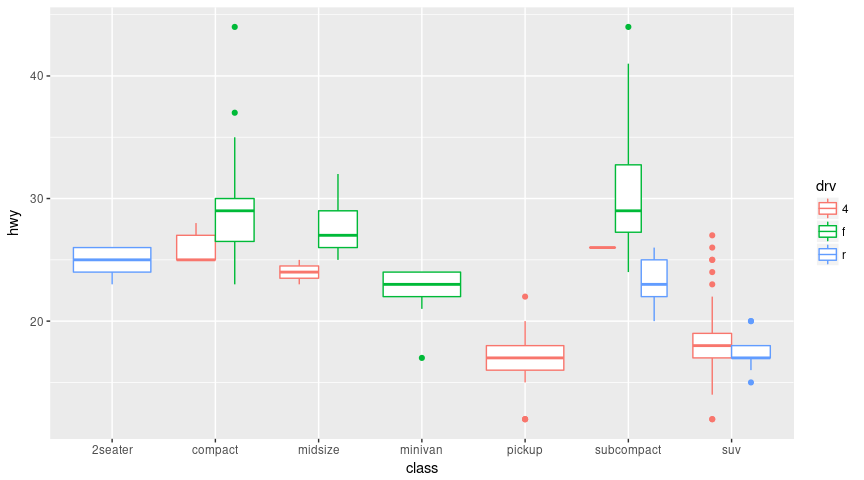 hwy
40
30
20
2seater compact midsize minivan pickup subcompact suv
class
drv
4
f
r